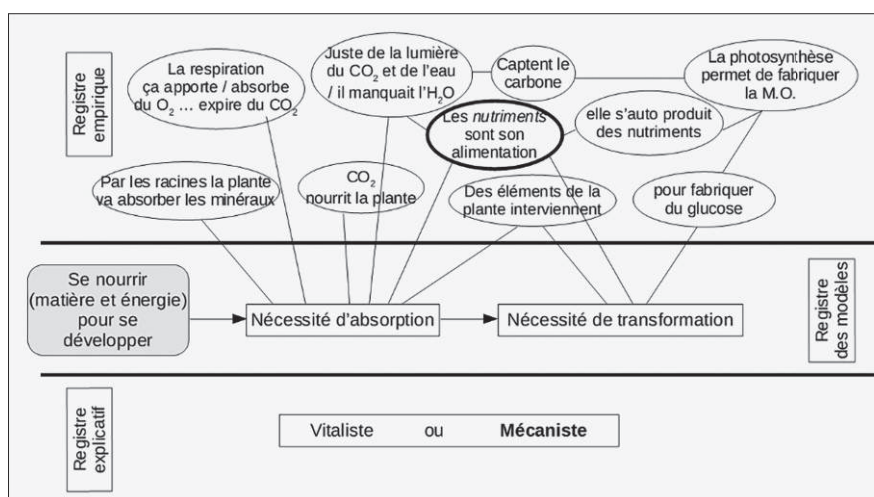 Registre
empirique
La respiration
ça apporte / absorbe
du O₂ ... expire du CO₂
Juste de la lumière
du CO₂ et de l'eau
/ il manquait l'H₂O
Captent le
carbone
La photosynthèse
permet de fabriquer
la M.O.
Les nutriments
sont son
alimentation
elle s'auto produit
des nutriments
Par les racines la plante
va absorber les minéraux
CO₂
nourrit la plante
Des éléments de la
plante interviennent
pour fabriquer
du glucose
Se nourrir
(matière et énergie)
pour se
développer
Nécessité d'absorption
Nécessité de transformation
Registre
des modèles
Registre
explicatif
Vitaliste ou Mécaniste